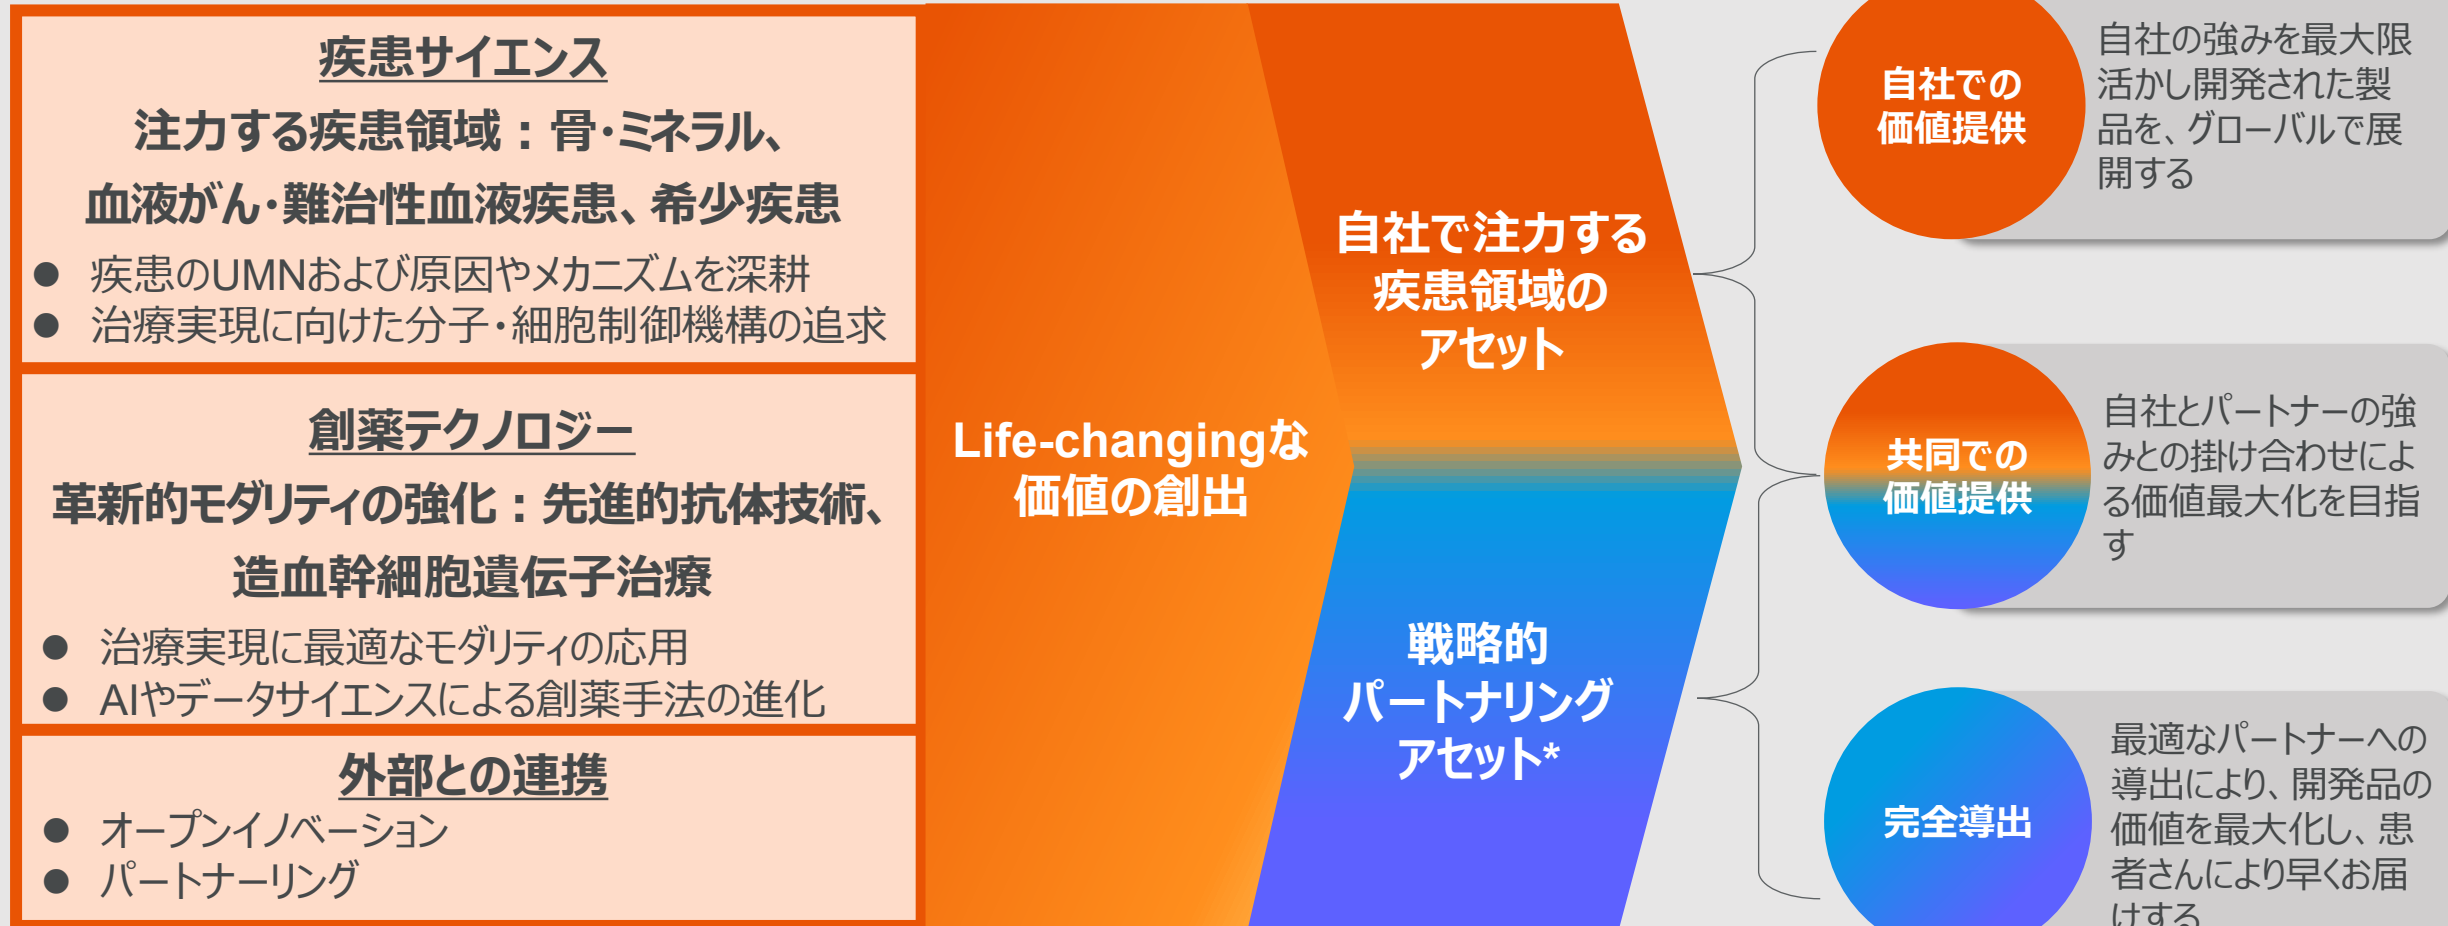 疾患サイエンス
注力する疾患領域：骨・ミネラル、
血液がん・難治性血液疾患、希少疾患
● 疾患のUMNおよび原因やメカニズムを深耕
● 治療実現に向けた分子・細胞制御機構の追求
創薬テクノロジー
革新的モダリティの強化：先進的抗体技術、
造血幹細胞遺伝子治療
● 治療実現に最適なモダリティの応用
● AIやデータサイエンスによる創薬手法の進化
外部との連携
● オープンイノベーション
● パートナーリング
Life-changingな
価値の創出
自社で注力する
疾患領域の
アセット
戦略的
パートナリング
アセット*
自社での
価値提供
自社の強みを最大限
活かし開発された製
品を、グローバルで展
開する
共同での
価値提供
自社とパートナーの強
みとの掛け合わせによ
る価値最大化を目指
す
完全導出
最適なパートナーへの
導出により、開発品の
価値を最大化し、患
者さんにより早くお届
けする